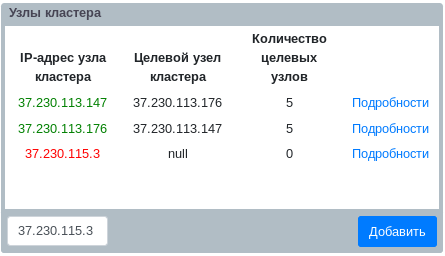 Узлы кластера
IP-адрес узла кластера Целевой узел кластера Количество целевых узлов
37.230.113.147 37.230.113.176 5 Подробности
37.230.113.176 37.230.113.147 5 Подробности
37.230.115.3 null 0 Подробности
37.230.115.3 Добавить